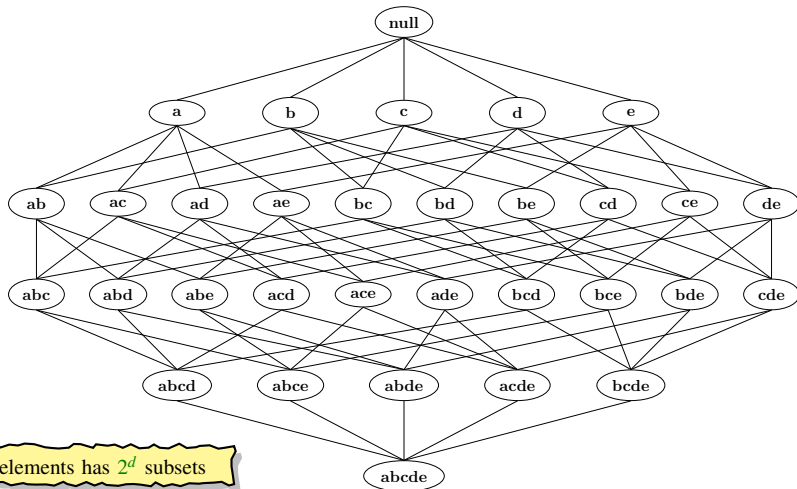 null
a b c d e
ab ac ad ae bc bd be cd ce de
abc abd abe acd ace ade bcd bce bde cde
abcd abce abde acde bcde
elements has 2^d subsets
abcde